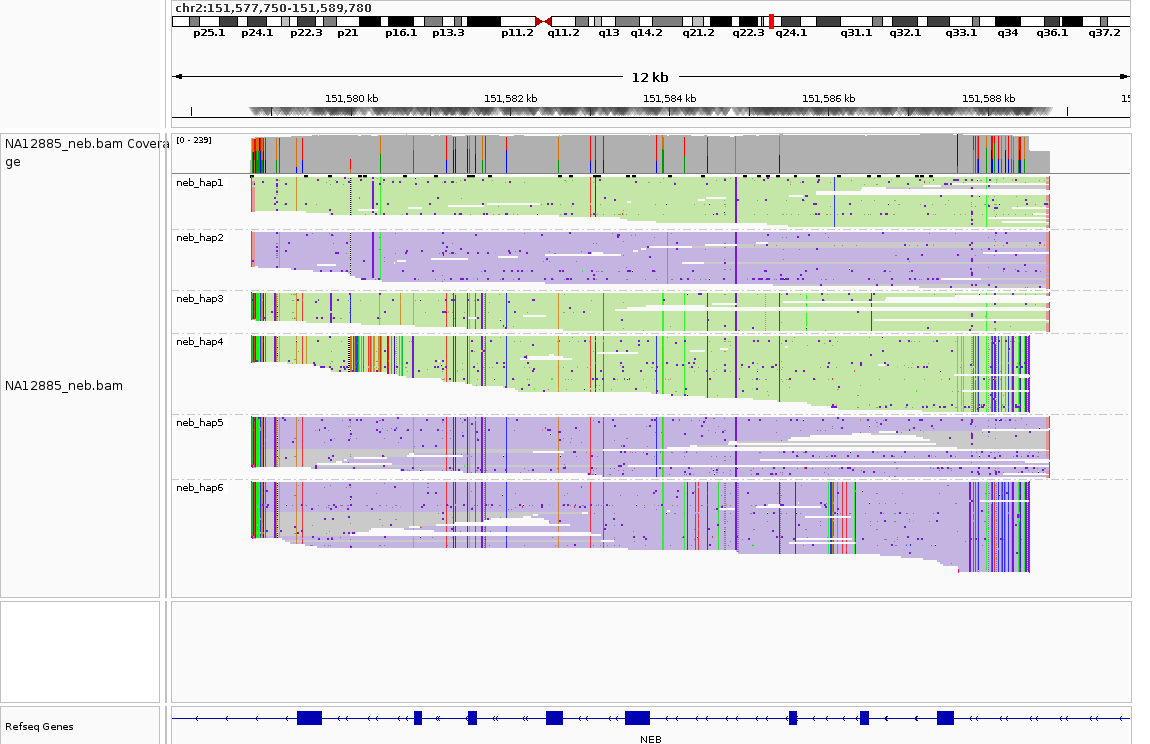 chr2:151,577,750-151,589,780
p25.1 p24.1 p22.3 p21 p16.1 p13.3 p11.2 q11.2 q13 q14.2 q21.2 q22.3 q24.1 q31.1 q32.1 q33.1 q34 q36.1 q37.2
12 kb
151,580 kb 151,582 kb 151,584 kb 151,586 kb 151,588 kb 15
NA12885_neb.bam Covera
ge
[0 - 239]
neb_hap1
neb_hap2
neb_hap3
neb_hap4
NA12885_neb.bam
neb_hap5
neb_hap6
Refseq Genes
NEB